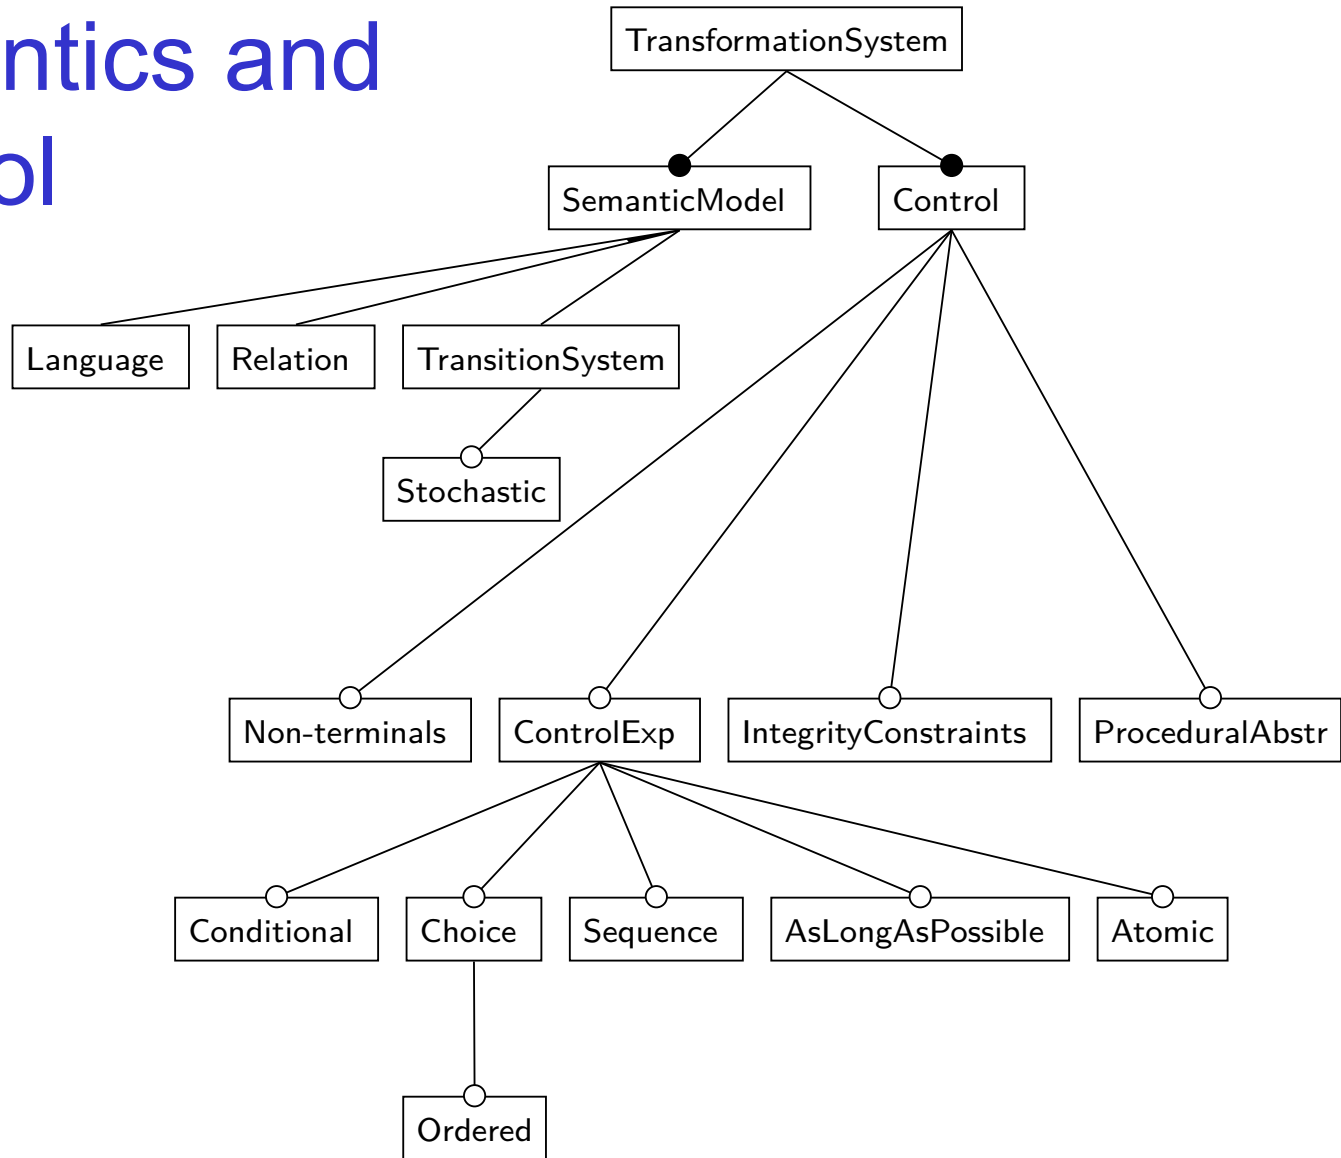 ntics and
ol
TransformationSystem
SemanticModel
Control
Language
Relation
TransitionSystem
Stochastic
Non-terminals
ControlExp
IntegrityConstraints
ProceduralAbstr
Conditional
Choice
Sequence
AsLongAsPossible
Atomic
Ordered